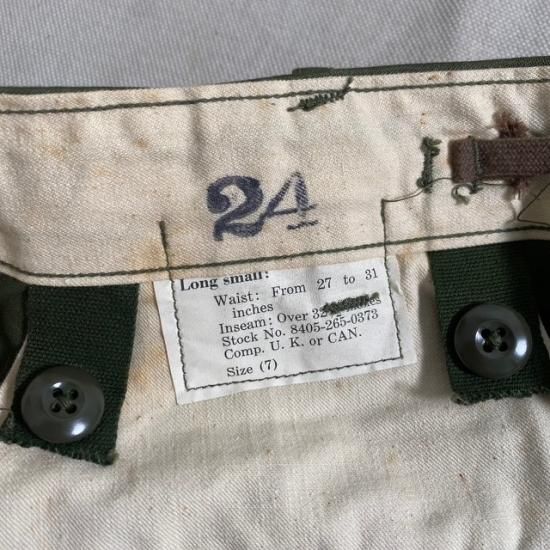 24
Long small:
Waist: From 27 to 31
inches
Inseam: Over 32
Stock No. 8405-265-0373
Comp. U. K. or CAN.
Size (7)